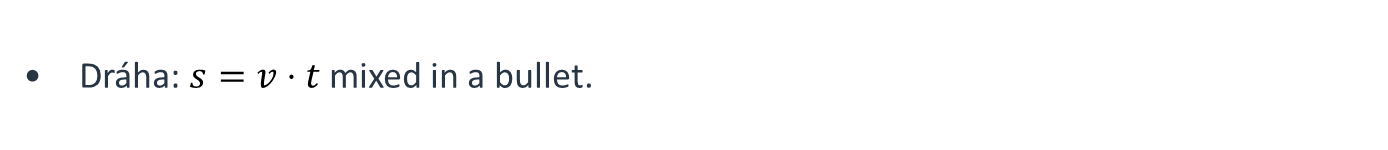 • Dráha: 𝑠 = 𝑣 ∙ 𝑡 mixed in a bullet.